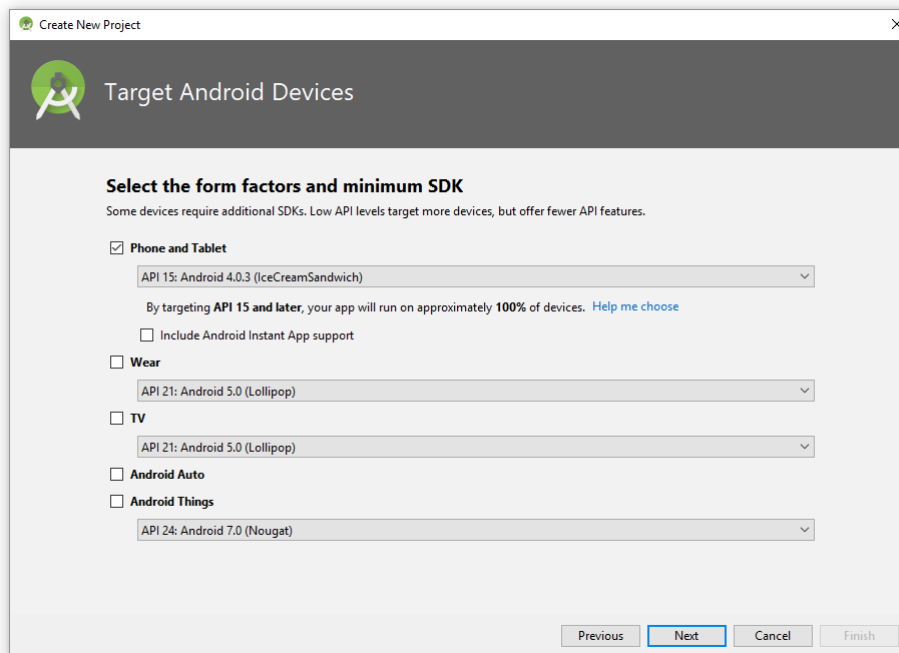 Create New Project
Target Android Devices
Select the form factors and minimum SDK
Some devices require additional SDKs. Low API levels target more devices, but offer fewer API features.
Phone and Tablet
API 15: Android 4.0.3 (IceCreamSandwich)
By targeting API 15 and later, your app will run on approximately 100% of devices. Help me choose
Include Android Instant App support
Wear
API 21: Android 5.0 (Lollipop)
TV
API 21: Android 5.0 (Lollipop)
Android Auto
Android Things
API 24: Android 7.0 (Nougat)
Previous Next Cancel Finish